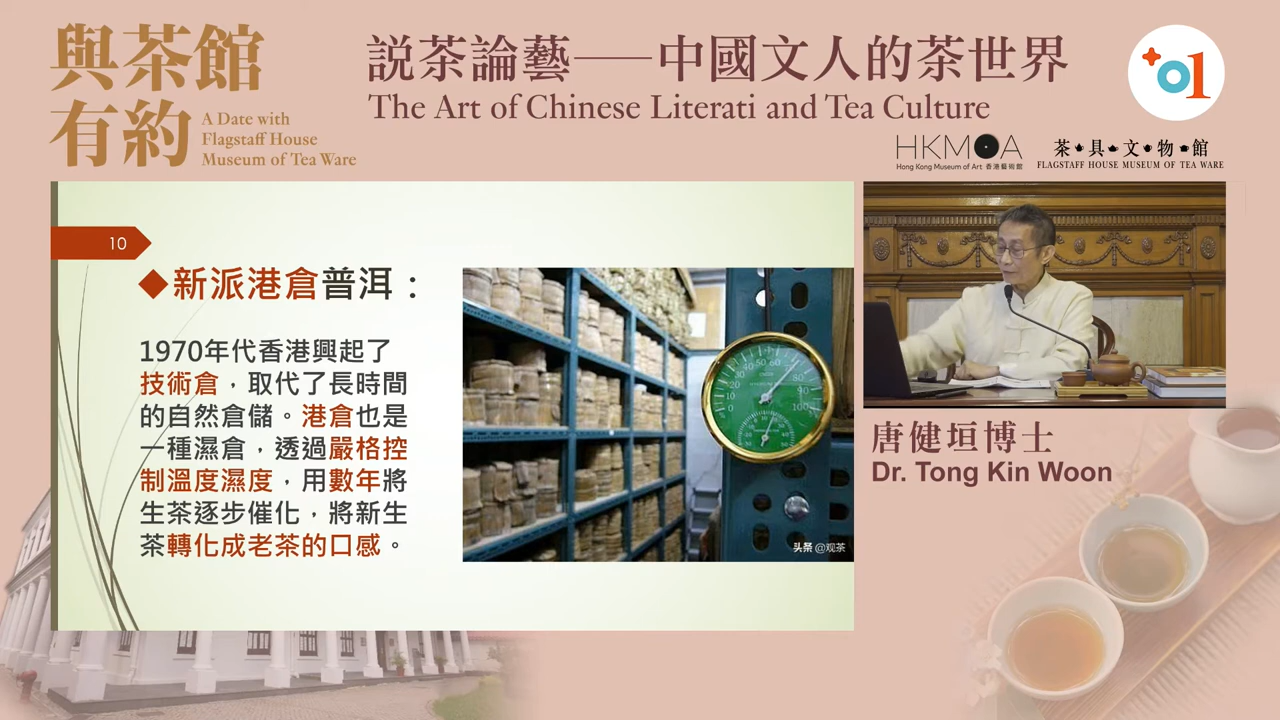 與茶館
有約
A Date with
Flagstaff House
Museum of Tea Ware
説茶論藝——中國文人的茶世界
The Art of Chinese Literati and Tea Culture
+01
HKMOA
Hong Kong Museum of Art 香港藝術館
茶·具·文·物·館
FLAGSTAFF HOUSE MUSEUM OF TEA WARE
10
◆新派港倉普洱：
1970年代香港興起了
技術倉，取代了長時間
的自然倉儲。港倉也是
一種濕倉，透過嚴格控
制溫度濕度，用數年將
生茶逐步催化，將新生
茶轉化成老茶的口感。
头条 @观茶
唐健垣博士
Dr. Tong Kin Woon